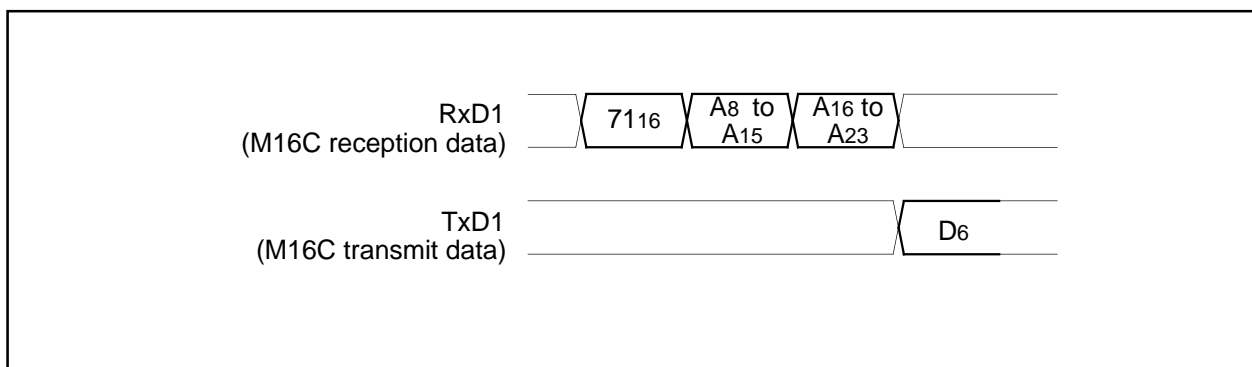 RxD1
(M16C reception data)
7116
A8 to
A15
A16 to
A23
TxD1
(M16C transmit data)
D6